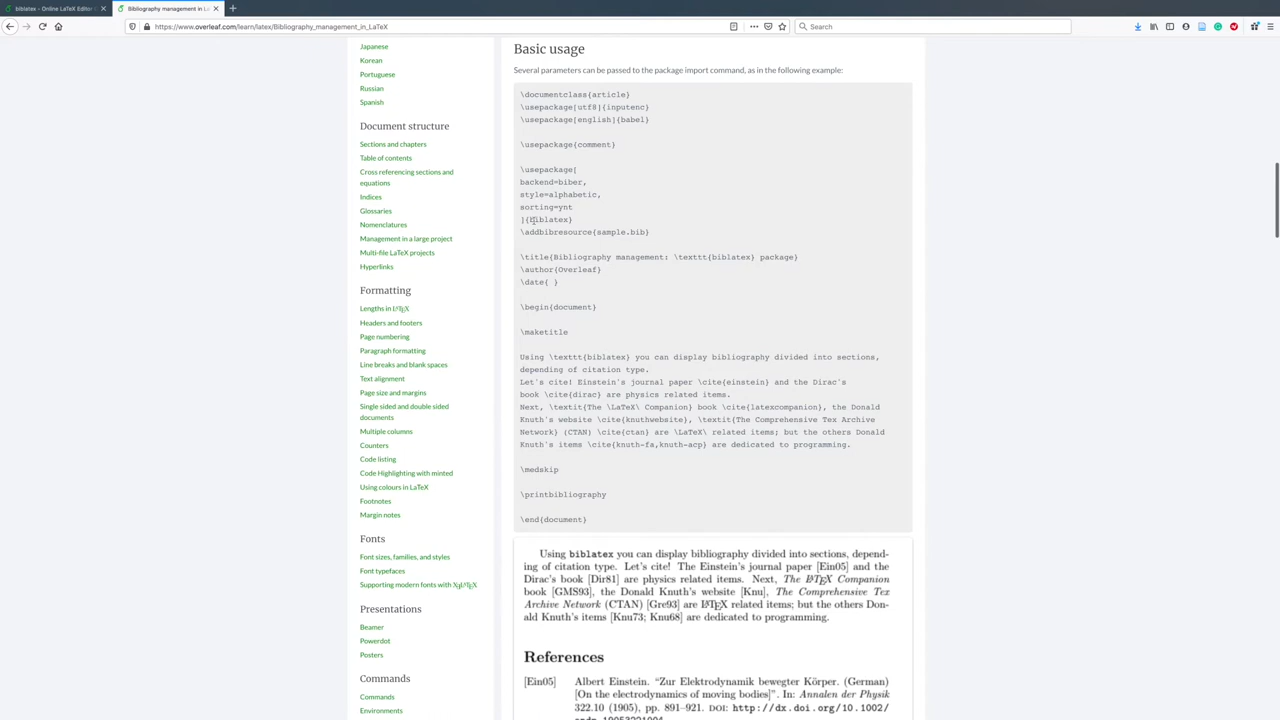 biblatex - Online LaTeX Editor
Bibliography management in La
https://www.overleaf.com/learn/latex/Bibliography_management_in_LaTeX
Search
Japanese
Korean
Portuguese
Russian
Spanish
Document structure
Sections and chapters
Table of contents
Cross referencing sections and
equations
Indices
Glossaries
Nomenclatures
Management in a large project
Multi-file LaTeX projects
Hyperlinks
Formatting
Lengths in LATEX
Headers and footers
Page numbering
Paragraph formatting
Line breaks and blank spaces
Text alignment
Page size and margins
Single sided and double sided
documents
Multiple columns
Counters
Code listing
Code Highlighting with minted
Using colours in LaTeX
Footnotes
Margin notes
Fonts
Font sizes, families, and styles
Font typefaces
Supporting modern fonts with XƎLATEX
Presentations
Beamer
Powerdot
Posters
Commands
Commands
Environments
Basic usage
Several parameters can be passed to the package import command, as in the following example:
\documentclass{article}
\usepackage[utf8]{inputenc}
\usepackage[english]{babel}
\usepackage{comment}
\usepackage[
backend=biber,
style=alphabetic,
sorting=ynt
]{biblatex}
\addbibresource{sample.bib}
\title{Bibliography management: \texttt{biblatex} package}
\author{Overleaf}
\date{ }
\begin{document}
\maketitle
Using \texttt{biblatex} you can display bibliography divided into sections,
depending of citation type.
Let's cite! Einstein's journal paper \cite{einstein} and the Dirac's
book \cite{dirac} are physics related items.
Next, \textit{The \LaTeX\ Companion} book \cite{latexcompanion}, the Donald
Knuth's website \cite{knuthwebsite}, \textit{The Comprehensive Tex Archive
Network} (CTAN) \cite{ctan} are \LaTeX\ related items; but the others Donald
Knuth's items \cite{knuth-fa,knuth-acp} are dedicated to programming.
\medskip
\printbibliography
\end{document}
Using biblatex you can display bibliography divided into sections, depend-
ing of citation type. Let's cite! The Einstein's journal paper [Ein05] and the
Dirac's book [Dir81] are physics related items. Next, The LATEX Companion
book [GMS93], the Donald Knuth's website [Knu], The Comprehensive Tex
Archive Network (CTAN) [Gre93] are LATEX related items; but the others Don-
ald Knuth's items [Knu73; Knu68] are dedicated to programming.
References
[Ein05] Albert Einstein. “Zur Elektrodynamik bewegter Körper. (German)
[On the electrodynamics of moving bodies]”. In: Annalen der Physik
322.10 (1905), pp. 891–921. DOI: http://dx.doi.org/10.1002/